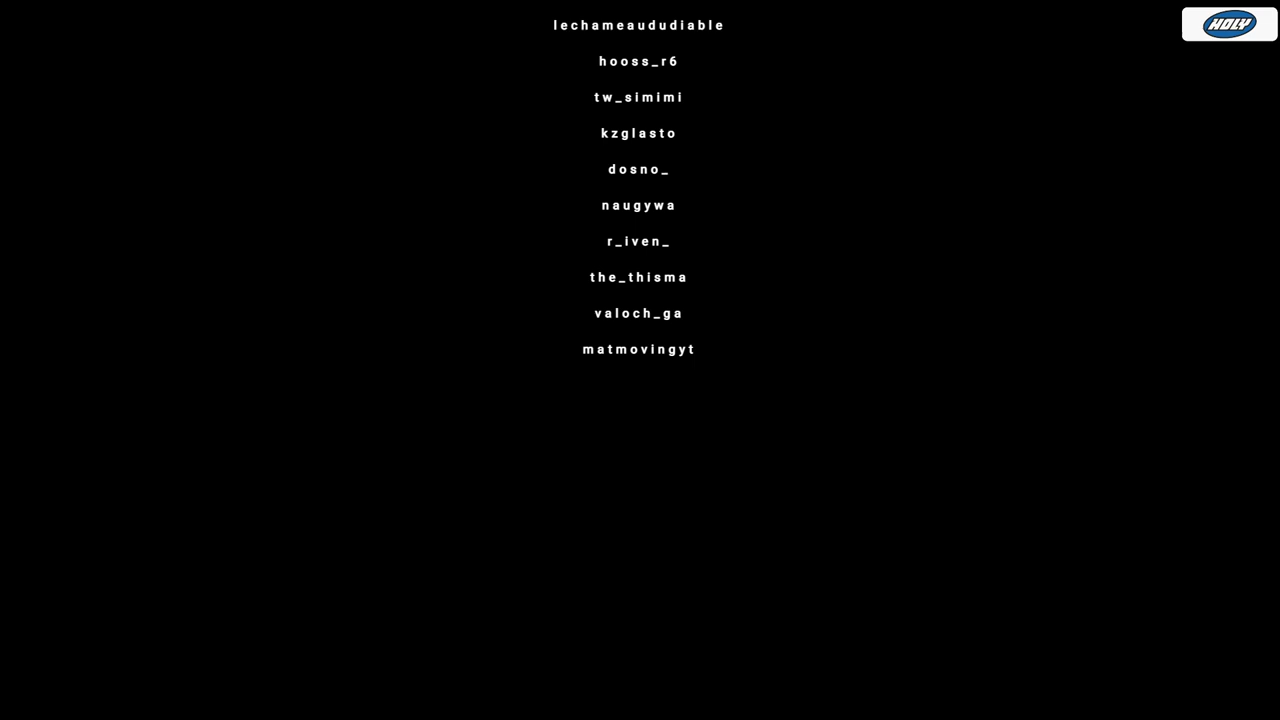 lechameaududiable
HOLY
hooss_r6
tw_simimi
kzglasto
dosno_
naugywa
r_iven_
the_thisma
valoch_ga
matmovingyt